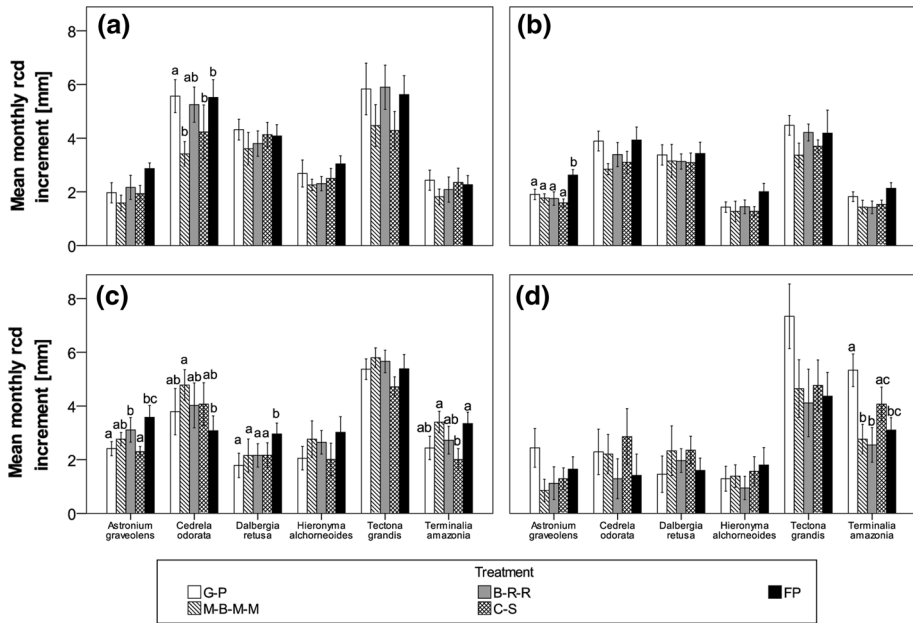 (a)
(b)
Mean monthly rcd
increment [mm]
8
6
4
2
0
a b ab b b
a a a a b
(c)
(d)
Mean monthly rcd
increment [mm]
8
6
4
2
0
a ab b a bc
ab a ab ab b
a a aa b
ab a ab b a
a b b ac bc
Astronium
graveolens
Cedrela
odorata
Dalbergia
retusa
Hieronyma
alchorneoides
Tectona
grandis
Terminalia
amazonia
Astronium
graveolens
Cedrela
odorata
Dalbergia
retusa
Hieronyma
alchorneoides
Tectona
grandis
Terminalia
amazonia
Treatment
G-P
B-R-R
FP
M-B-M-M
C-S